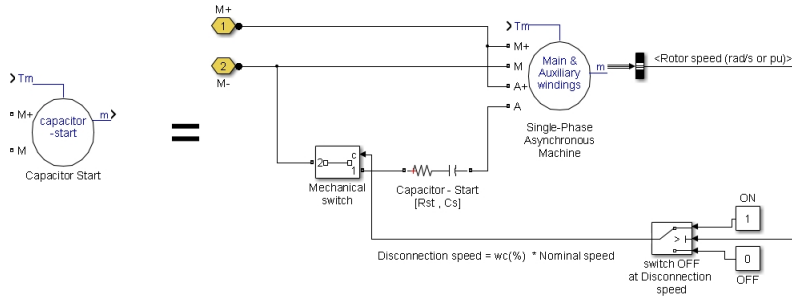 Tm
M+
M
capacitor
-start
m
Capacitor Start
=
M+
1
2
M-
Tm
M+
M
A+
A
Main &
Auxiliary
windings
m
<Rotor speed (rad/s or pu)>
Single-Phase
Asynchronous
Machine
2
c
1
Mechanical
switch
+
Capacitor - Start
[Rst , Cs]
Disconnection speed = wc(%) * Nominal speed
>
switch OFF
at Disconnection
speed
ON
1
0
OFF